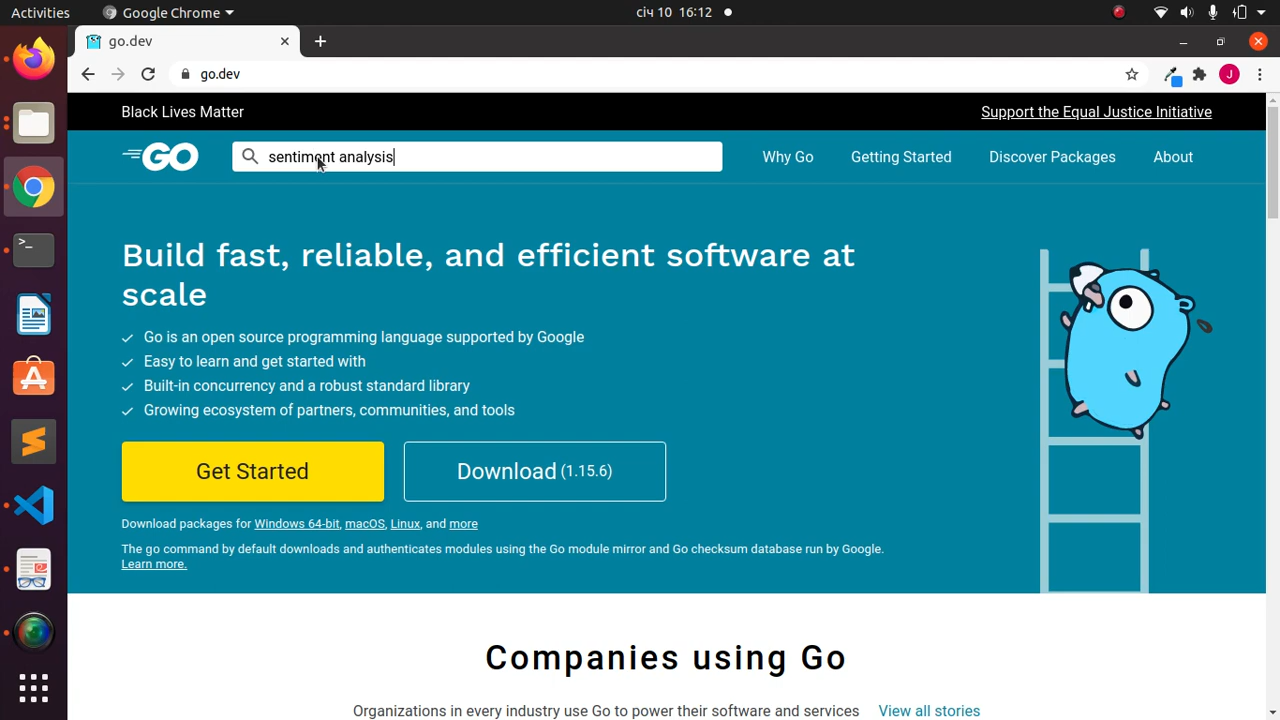 Activities
Google Chrome
січ 10 16:12
go.dev
J
go.dev
Black Lives Matter
Support the Equal Justice Initiative
GO
sentiment analysis
Why Go
Getting Started
Discover Packages
About
Build fast, reliable, and efficient software at
scale
Go is an open source programming language supported by Google
Easy to learn and get started with
Built-in concurrency and a robust standard library
Growing ecosystem of partners, communities, and tools
Get Started
Download (1.15.6)
Download packages for Windows 64-bit, macOS, Linux, and more
The go command by default downloads and authenticates modules using the Go module mirror and Go checksum database run by Google.
Learn more.
Companies using Go
Organizations in every industry use Go to power their software and services View all stories